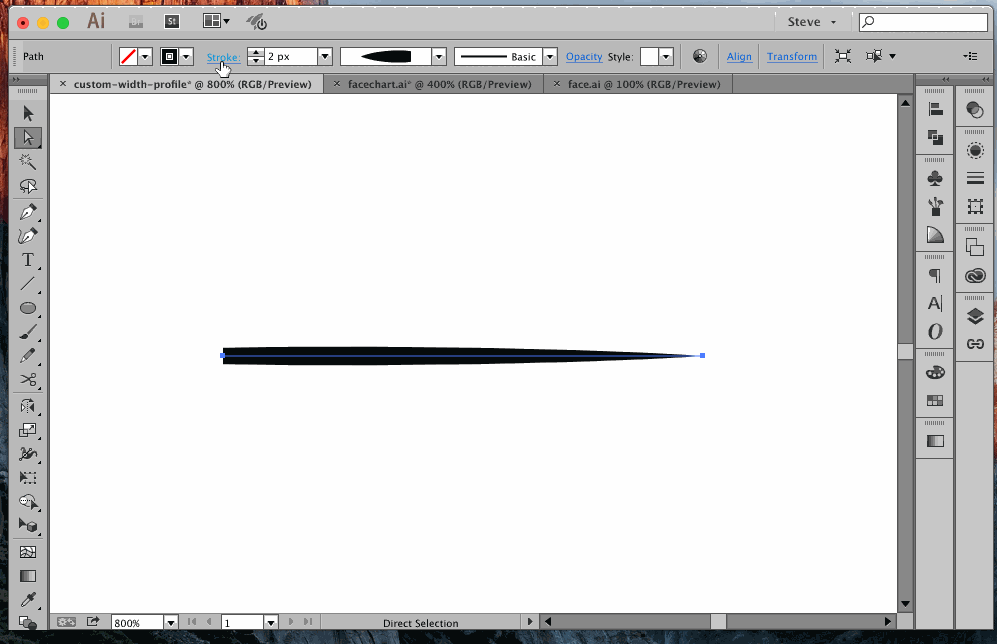 Ai Br St Steve
Path Stroke: 2 px Basic Opacity Style: Align Transform
× custom-width-profile* @ 800% (RGB/Preview) × facechart.ai* @ 400% (RGB/Preview) × face.ai @ 100% (RGB/Preview)
800% 1 Direct Selection